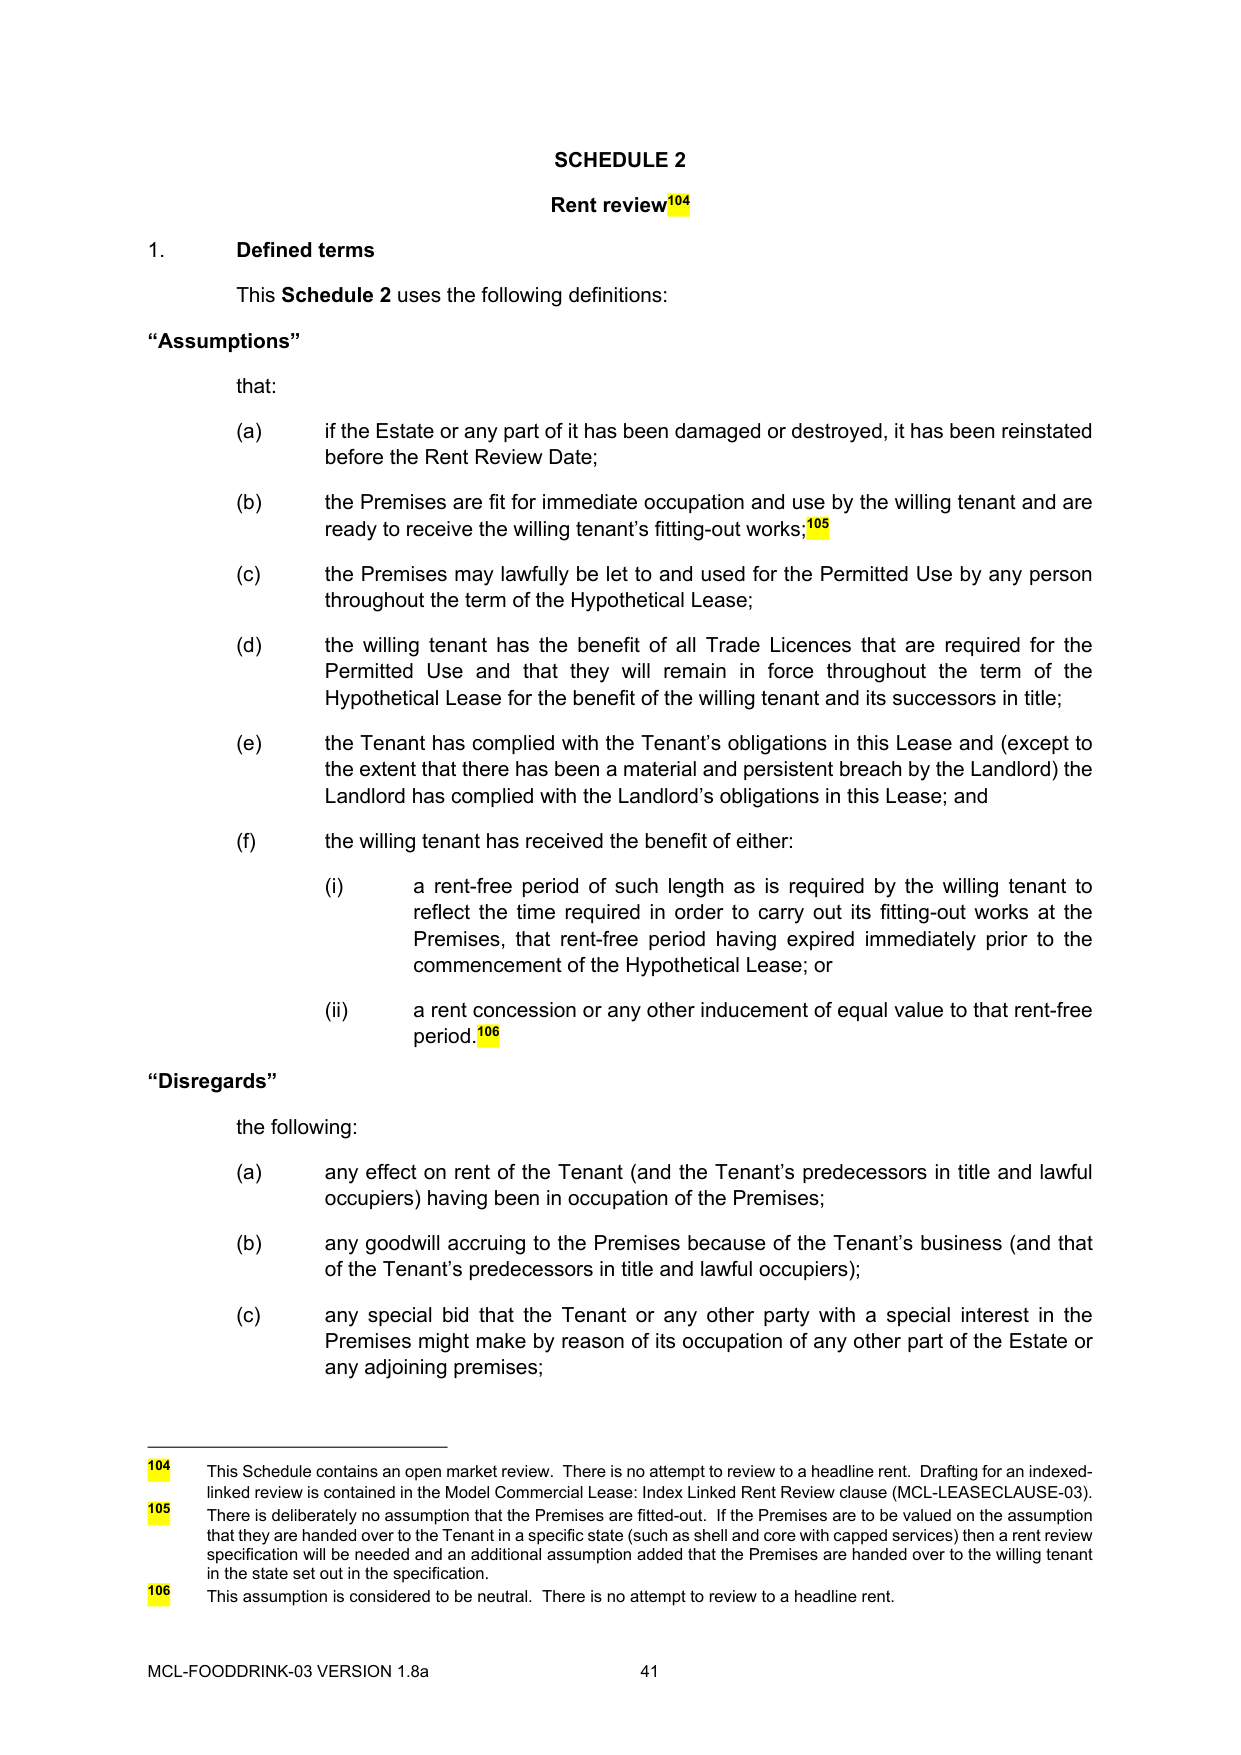 SCHEDULE 2
Rent review104
1. Defined terms
This Schedule 2 uses the following definitions:
“Assumptions”
that:
(a) if the Estate or any part of it has been damaged or destroyed, it has been reinstated
before the Rent Review Date;
(b) the Premises are fit for immediate occupation and use by the willing tenant and are
ready to receive the willing tenant’s fitting-out works;105
(c) the Premises may lawfully be let to and used for the Permitted Use by any person
throughout the term of the Hypothetical Lease;
(d) the willing tenant has the benefit of all Trade Licences that are required for the
Permitted Use and that they will remain in force throughout the term of the
Hypothetical Lease for the benefit of the willing tenant and its successors in title;
(e) the Tenant has complied with the Tenant’s obligations in this Lease and (except to
the extent that there has been a material and persistent breach by the Landlord) the
Landlord has complied with the Landlord’s obligations in this Lease; and
(f) the willing tenant has received the benefit of either:
(i) a rent-free period of such length as is required by the willing tenant to
reflect the time required in order to carry out its fitting-out works at the
Premises, that rent-free period having expired immediately prior to the
commencement of the Hypothetical Lease; or
(ii) a rent concession or any other inducement of equal value to that rent-free
period.106
“Disregards”
the following:
(a) any effect on rent of the Tenant (and the Tenant’s predecessors in title and lawful
occupiers) having been in occupation of the Premises;
(b) any goodwill accruing to the Premises because of the Tenant’s business (and that
of the Tenant’s predecessors in title and lawful occupiers);
(c) any special bid that the Tenant or any other party with a special interest in the
Premises might make by reason of its occupation of any other part of the Estate or
any adjoining premises;
104 This Schedule contains an open market review. There is no attempt to review to a headline rent. Drafting for an indexed-
linked review is contained in the Model Commercial Lease: Index Linked Rent Review clause (MCL-LEASECLAUSE-03).
105 There is deliberately no assumption that the Premises are fitted-out. If the Premises are to be valued on the assumption
that they are handed over to the Tenant in a specific state (such as shell and core with capped services) then a rent review
specification will be needed and an additional assumption added that the Premises are handed over to the willing tenant
in the state set out in the specification.
106 This assumption is considered to be neutral. There is no attempt to review to a headline rent.
MCL-FOODDRINK-03 VERSION 1.8a 41